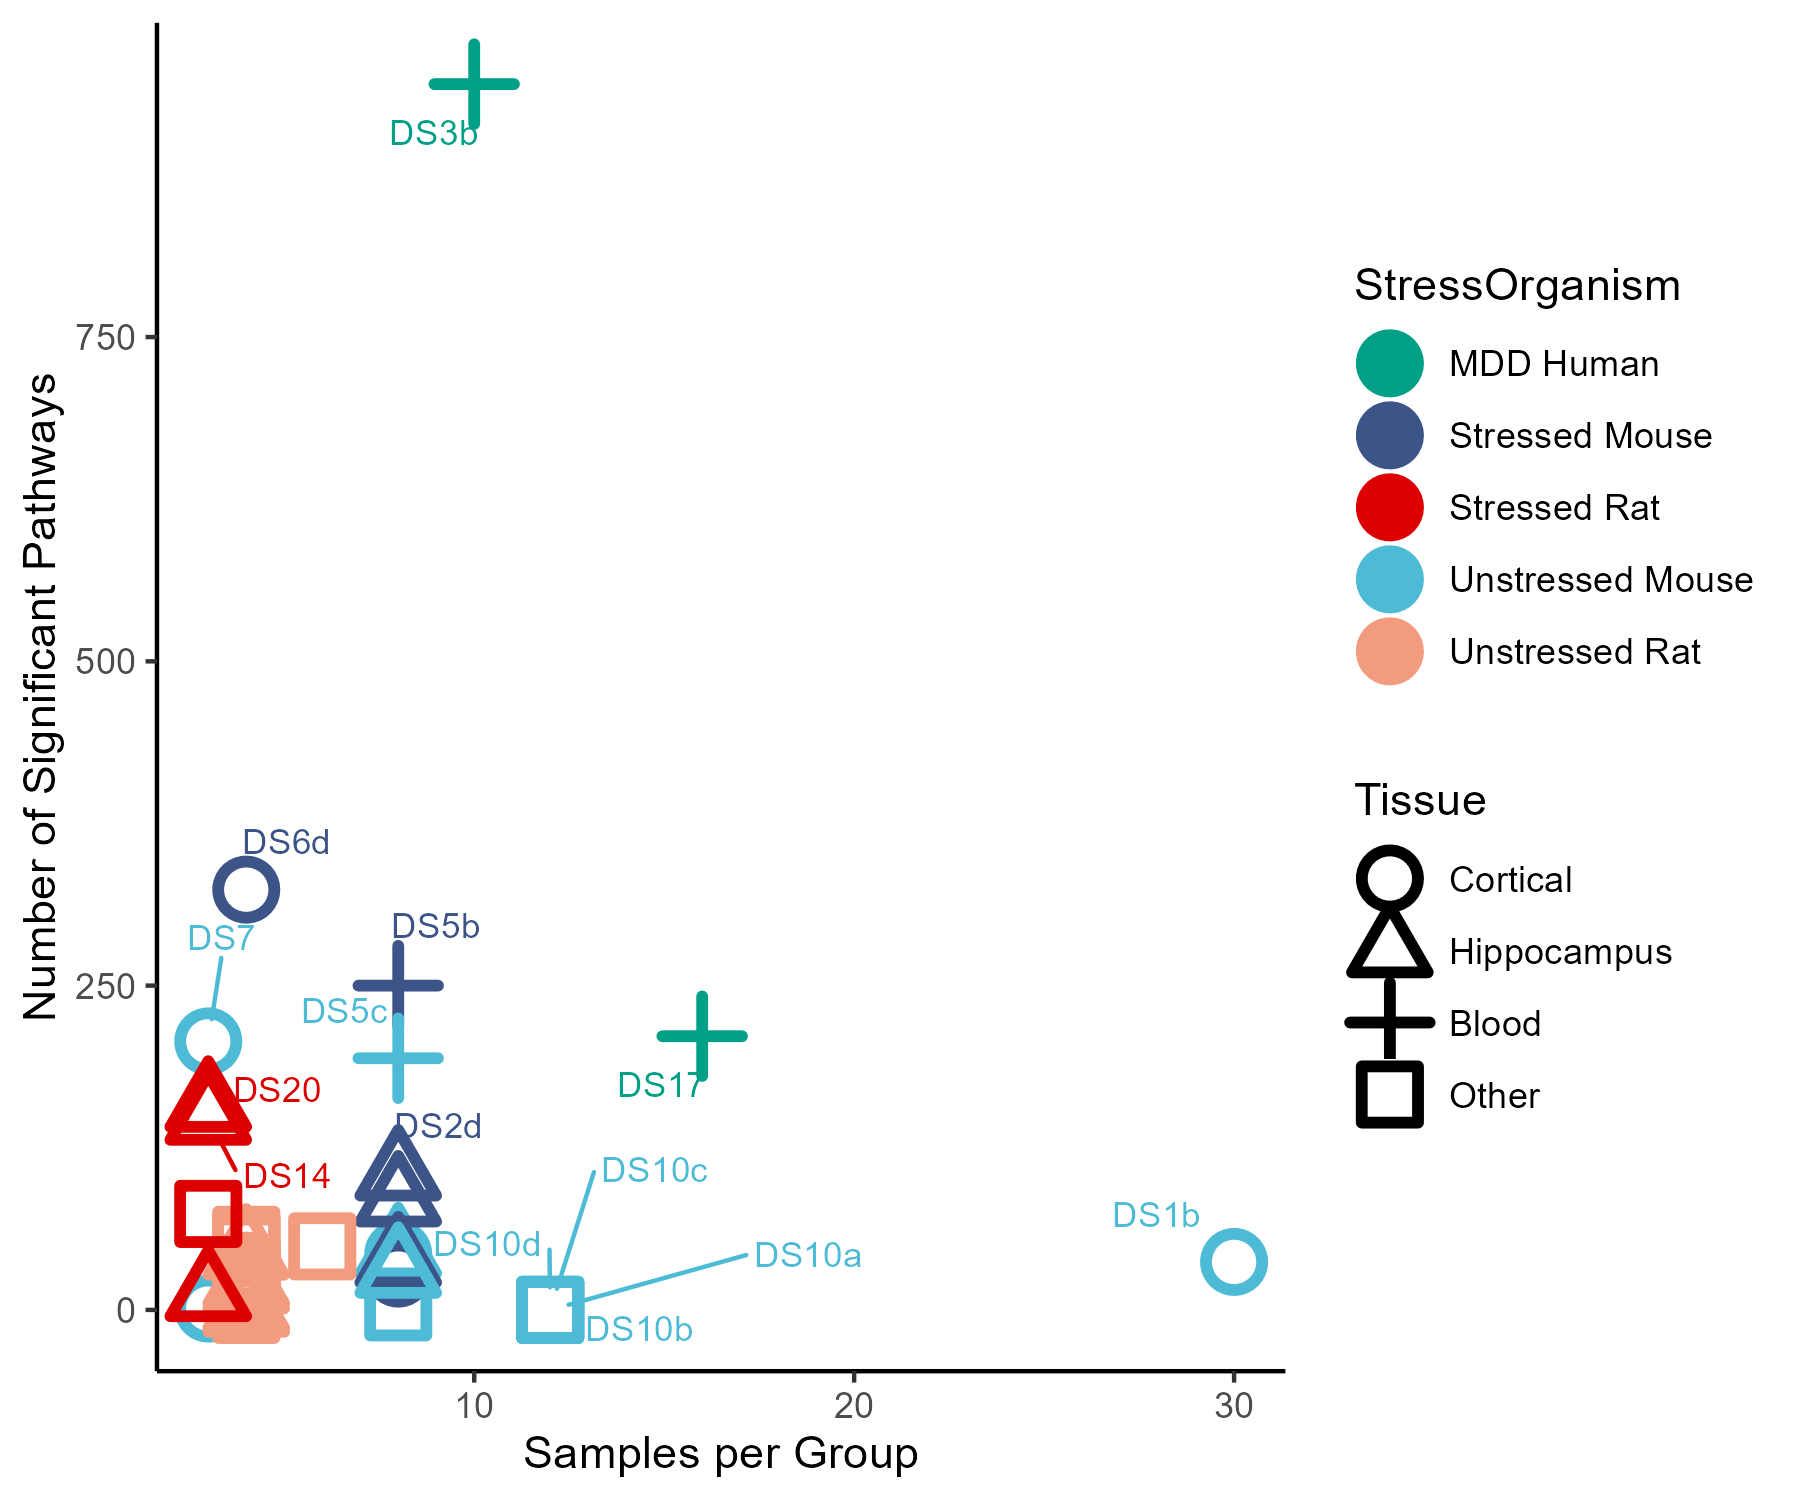 DS3b
750
500
250
0
Number of Significant Pathways
DS6d
DS7
DS5b
DS5c
DS20
DS17
DS2d
DS14
DS10c
DS10d
DS10a
DS10b
DS1b
10
20
30
Samples per Group
StressOrganism
MDD Human
Stressed Mouse
Stressed Rat
Unstressed Mouse
Unstressed Rat
Tissue
Cortical
Hippocampus
Blood
Other